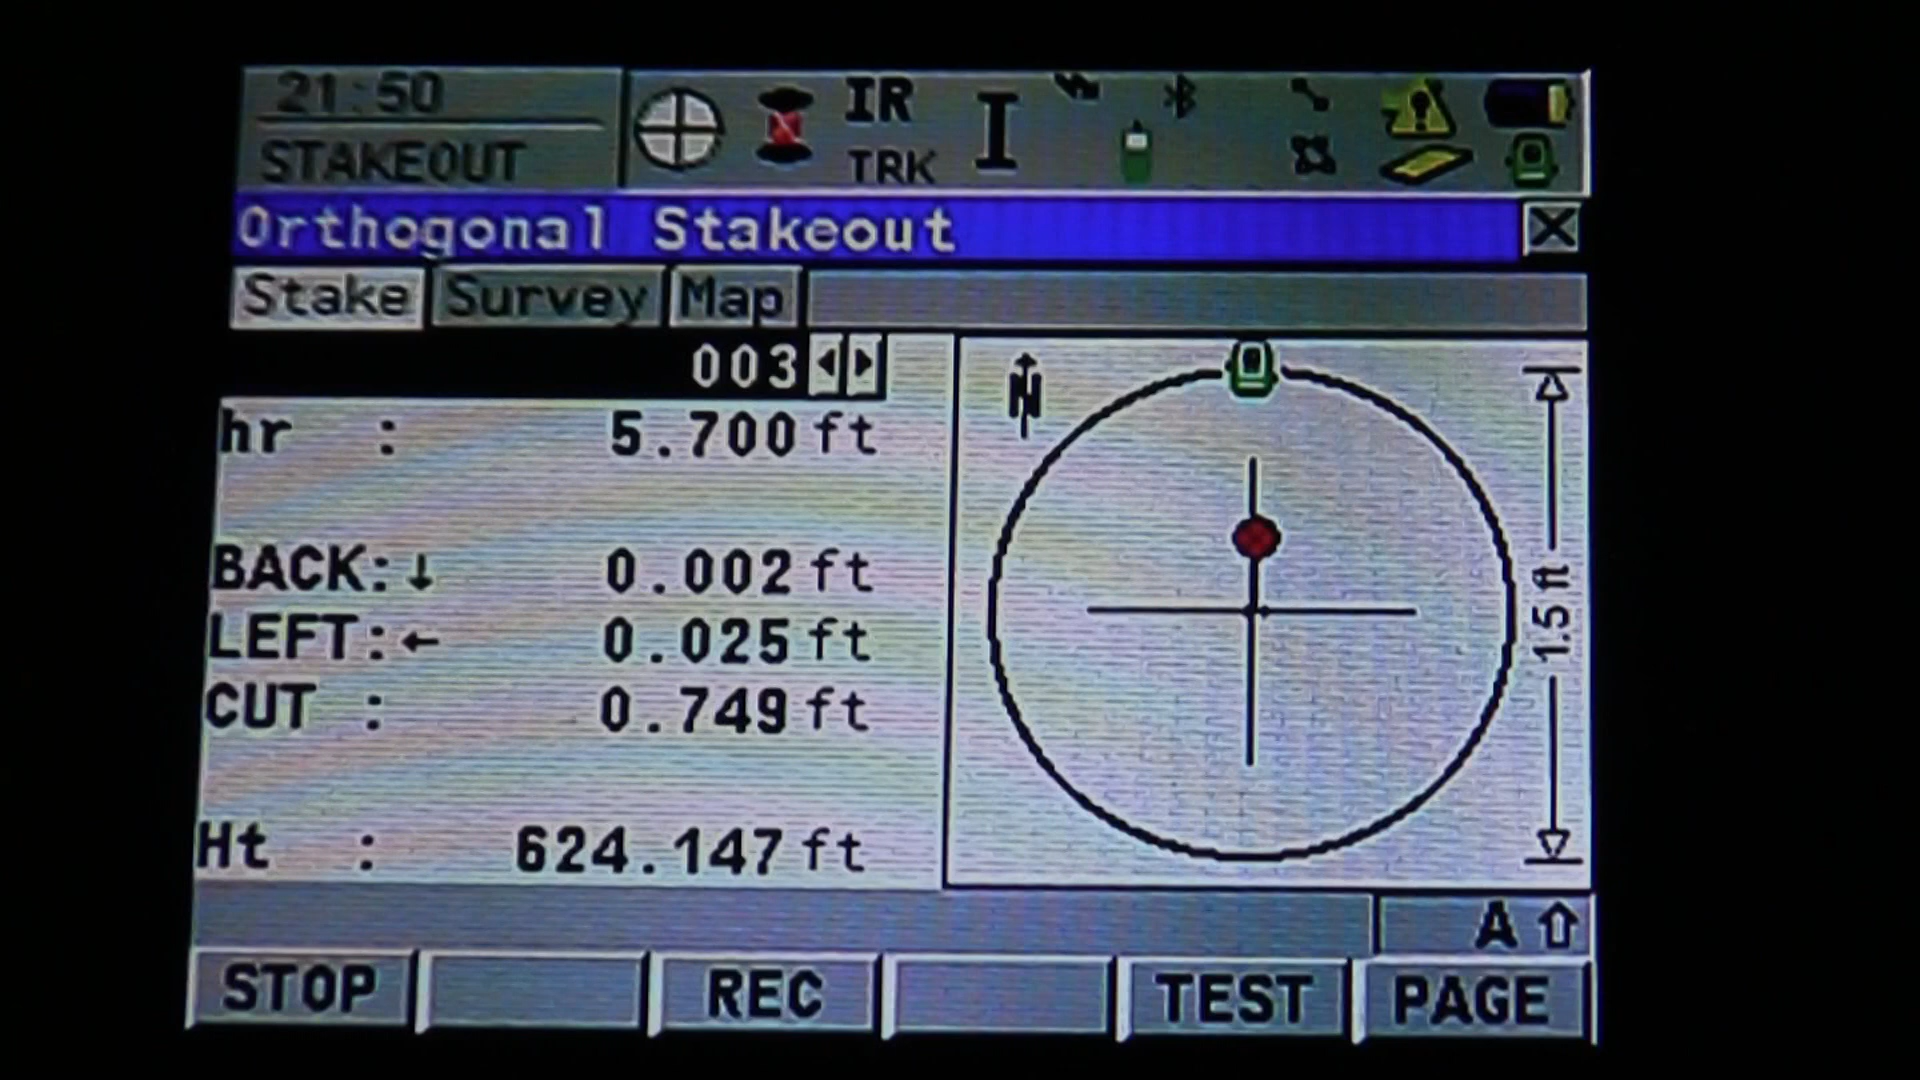 21:50
STAKEOUT
IR
TRK
I
Orthogonal Stakeout
Stake Survey Map
003
hr : 5.700 ft
BACK:↓ 0.002 ft
LEFT:← 0.025 ft
CUT : 0.749 ft
Ht : 624.147 ft
N
1.5 ft
A
STOP REC TEST PAGE